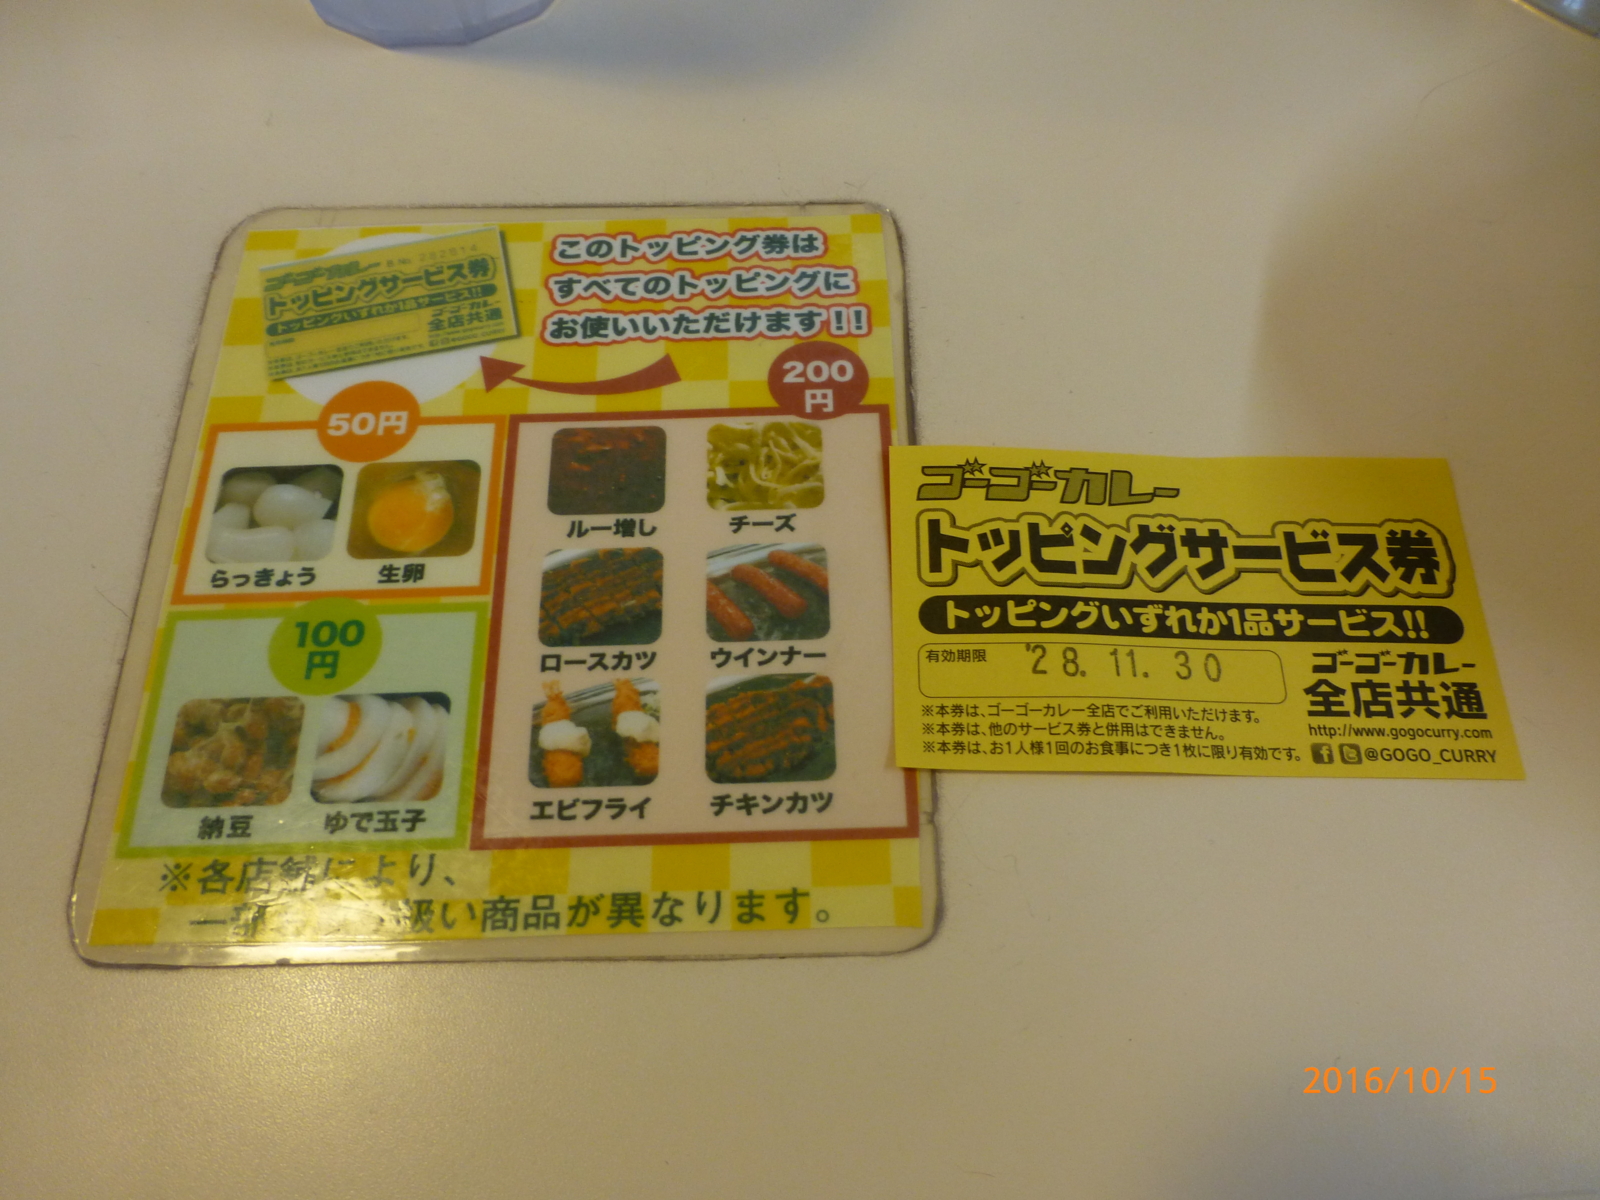 ゴーゴーカレー
トッピングサービス券
トッピングいずれか1品サービス!!
ゴーゴーカレー
全店共通
このトッピング券は
すべてのトッピングに
お使いいただけます!!
50円
らっきょう
生卵
100
円
納豆
ゆで玉子
200
円
ルー増し
チーズ
ロースカツ
ウインナー
エビフライ
チキンカツ
※各店舗により、
一部 扱い商品が異なります。
ゴーゴーカレー
トッピングサービス券
トッピングいずれか1品サービス!!
有効期限
'28.11.30
※本券は、ゴーゴーカレー全店でご利用いただけます。
※本券は、他のサービス券と併用はできません。
※本券は、お1人様1回のお食事につき1枚に限り有効です。
ゴーゴーカレー
全店共通
http://www.gogocurry.com
@GOGO_CURRY
2016/10/15